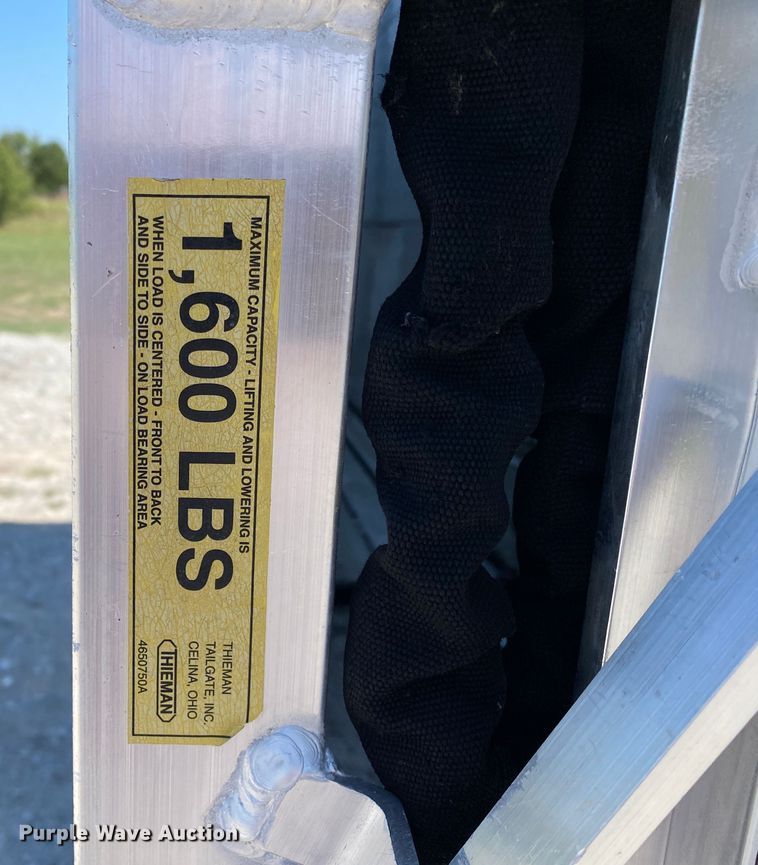 MAXIMUM CAPACITY - LIFTING AND LOWERING IS
1,600 LBS
WHEN LOAD IS CENTERED - FRONT TO BACK
AND SIDE TO SIDE - ON LOAD BEARING AREA
THIEMAN
TAILGATE, INC.
CELINA, OHIO
THIEMAN
4650750A
Purple Wave Auction